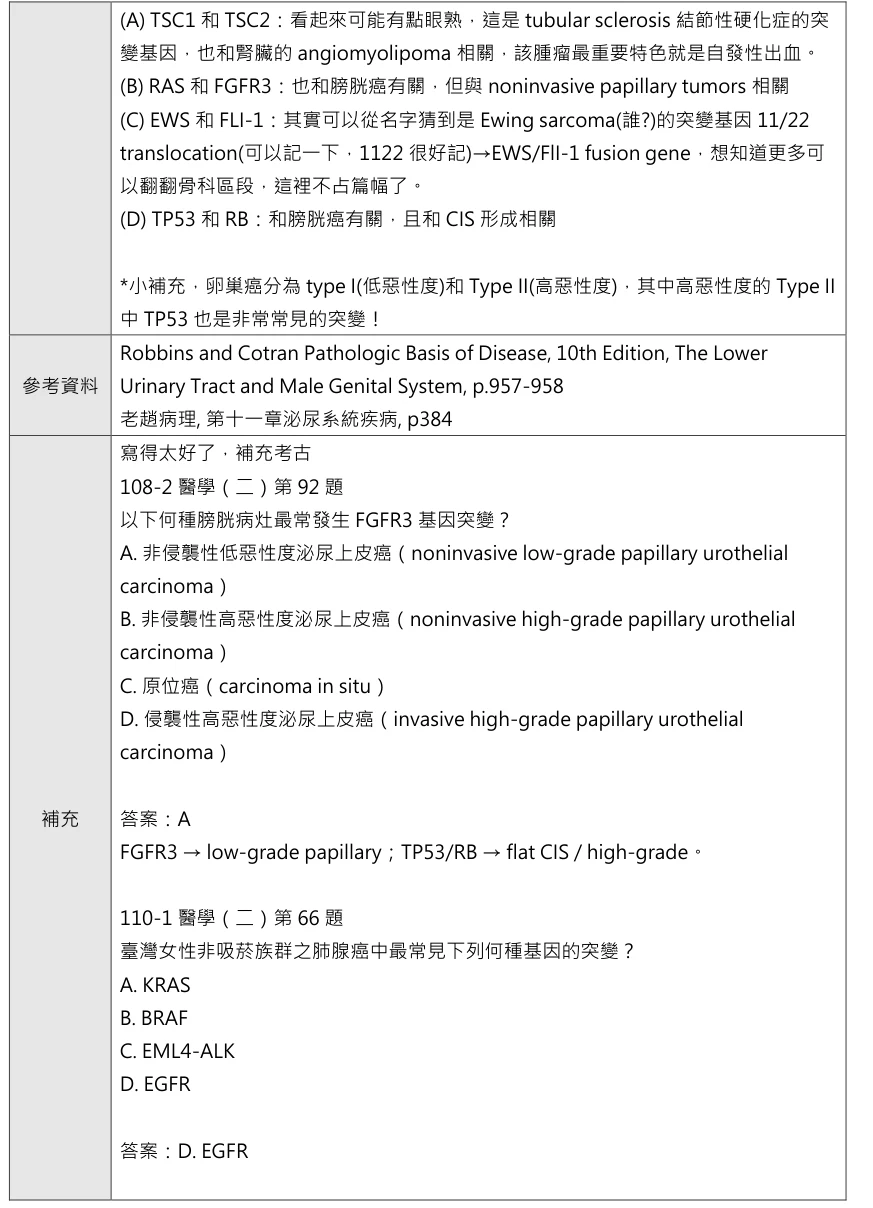 (A) TSC1 和 TSC2：看起來可能有點眼熟，這是 tubular sclerosis 結節性硬化症的突
變基因，也和腎臟的 angiomyolipoma 相關，該腫瘤最重要特色就是自發性出血。
(B) RAS 和 FGFR3：也和膀胱癌有關，但與 noninvasive papillary tumors 相關
(C) EWS 和 FLI-1：其實可以從名字猜到是 Ewing sarcoma(誰?)的突變基因 11/22
translocation(可以記一下，1122 很好記)→EWS/FlI-1 fusion gene，想知道更多可
以翻翻骨科區段，這裡不占篇幅了。
(D) TP53 和 RB：和膀胱癌有關，且和 CIS 形成相關
*小補充，卵巢癌分為 type I(低惡性度)和 Type II(高惡性度)，其中高惡性度的 Type II
中 TP53 也是非常常見的突變！
參考資料
Robbins and Cotran Pathologic Basis of Disease, 10th Edition, The Lower
Urinary Tract and Male Genital System, p.957-958
老趙病理, 第十一章泌尿系統疾病, p384
補充
寫得太好了，補充考古
108-2 醫學（二）第 92 題
以下何種膀胱病灶最常發生 FGFR3 基因突變？
A. 非侵襲性低惡性度泌尿上皮癌（noninvasive low-grade papillary urothelial
carcinoma）
B. 非侵襲性高惡性度泌尿上皮癌（noninvasive high-grade papillary urothelial
carcinoma）
C. 原位癌（carcinoma in situ）
D. 侵襲性高惡性度泌尿上皮癌（invasive high-grade papillary urothelial
carcinoma）
答案：A
FGFR3 → low-grade papillary；TP53/RB → flat CIS / high-grade。
110-1 醫學（二）第 66 題
臺灣女性非吸菸族群之肺腺癌中最常見下列何種基因的突變？
A. KRAS
B. BRAF
C. EML4-ALK
D. EGFR
答案：D. EGFR